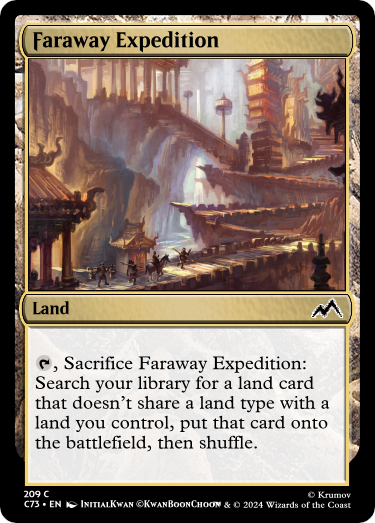 Faraway Expedition
Land
, Sacrifice Faraway Expedition:
Search your library for a land card
that doesn't share a land type with a
land you control, put that card onto
the battlefield, then shuffle.
209 C
© Krumov
C73 • EN InitialKwan ©KwanBoonChoon & © 2024 Wizards of the Coast